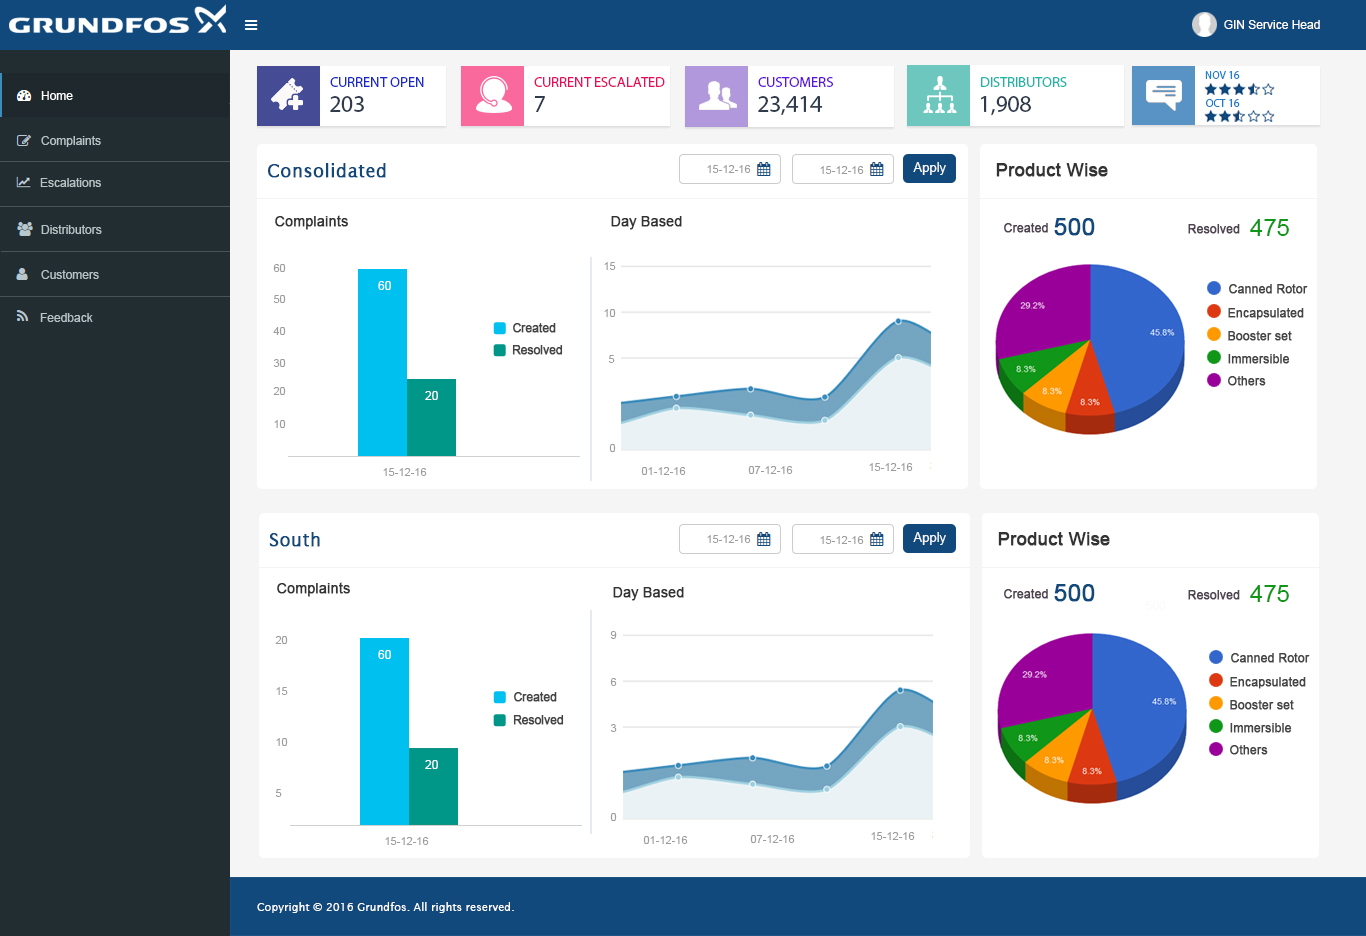 GRUNDFOS
GIN Service Head
Home
Complaints
Escalations
Distributors
Customers
Feedback
CURRENT OPEN
203
CURRENT ESCALATED
7
CUSTOMERS
23,414
DISTRIBUTORS
1,908
NOV 16
OCT 16
Consolidated
15-12-16
15-12-16
Apply
Complaints
60
50
40
30
20
10
60
20
15-12-16
Created
Resolved
Day Based
15
10
5
0
01-12-16
07-12-16
15-12-16
Product Wise
Created 500
Resolved 475
29.2%
45.8%
8.3%
8.3%
8.3%
Canned Rotor
Encapsulated
Booster set
Immersible
Others
South
15-12-16
15-12-16
Apply
Complaints
20
15
10
5
60
20
15-12-16
Created
Resolved
Day Based
9
6
3
0
01-12-16
07-12-16
15-12-16
Product Wise
Created 500
Resolved 475
500
29.2%
45.8%
8.3%
8.3%
8.3%
Canned Rotor
Encapsulated
Booster set
Immersible
Others
Copyright © 2016 Grundfos. All rights reserved.